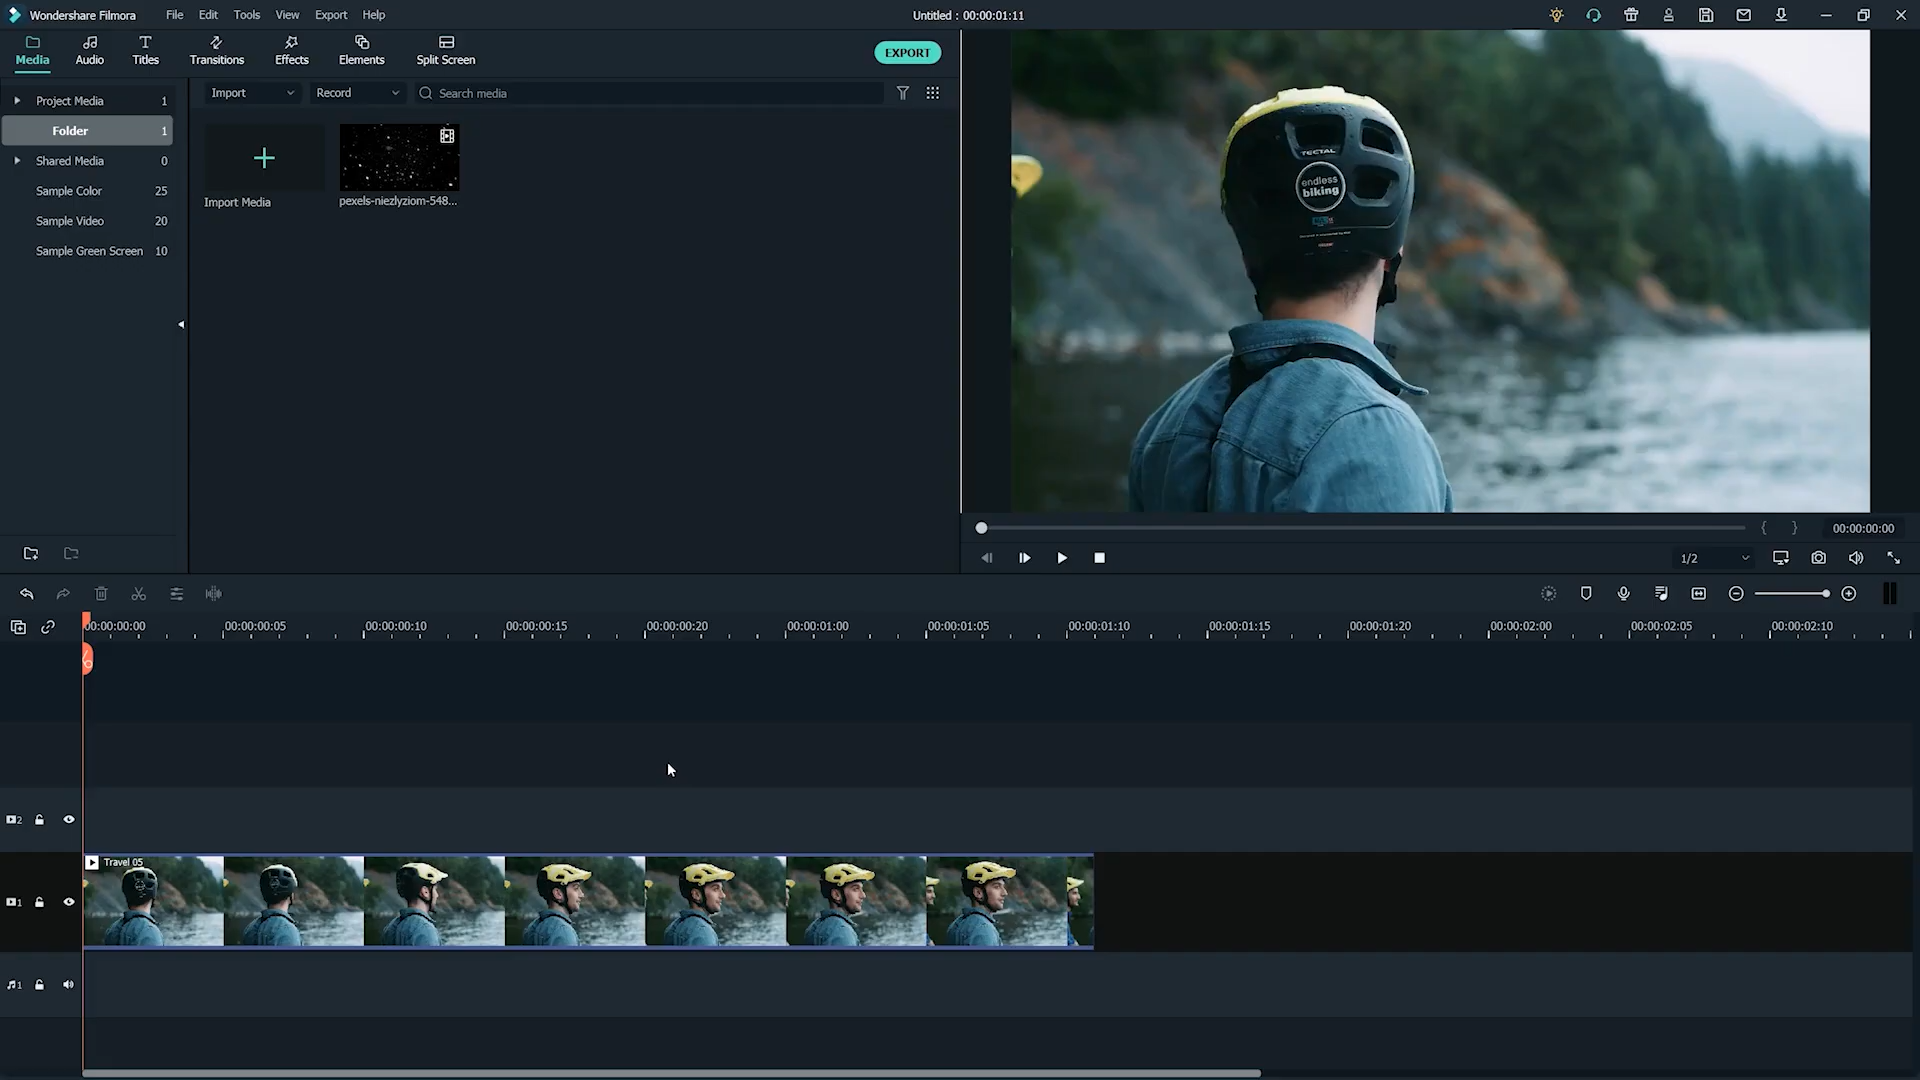 Wondershare Filmora
File
Edit
Tools
View
Export
Help
Untitled : 00:00:01:11
Media
Audio
Titles
Transitions
Effects
Elements
Split Screen
EXPORT
Project Media 1
Folder 1
Shared Media 0
Sample Color 25
Sample Video 20
Sample Green Screen 10
Import
Record
Search media
Import Media
pexels-niezlyziom-548...
TECTAL
endless
biking
{ }
00:00:00:00
1/2
00:00:00:00
00:00:00:05
00:00:00:10
00:00:00:15
00:00:00:20
00:00:01:00
00:00:01:05
00:00:01:10
00:00:01:15
00:00:01:20
00:00:02:00
00:00:02:05
00:00:02:10
2
Travel 05
1
1